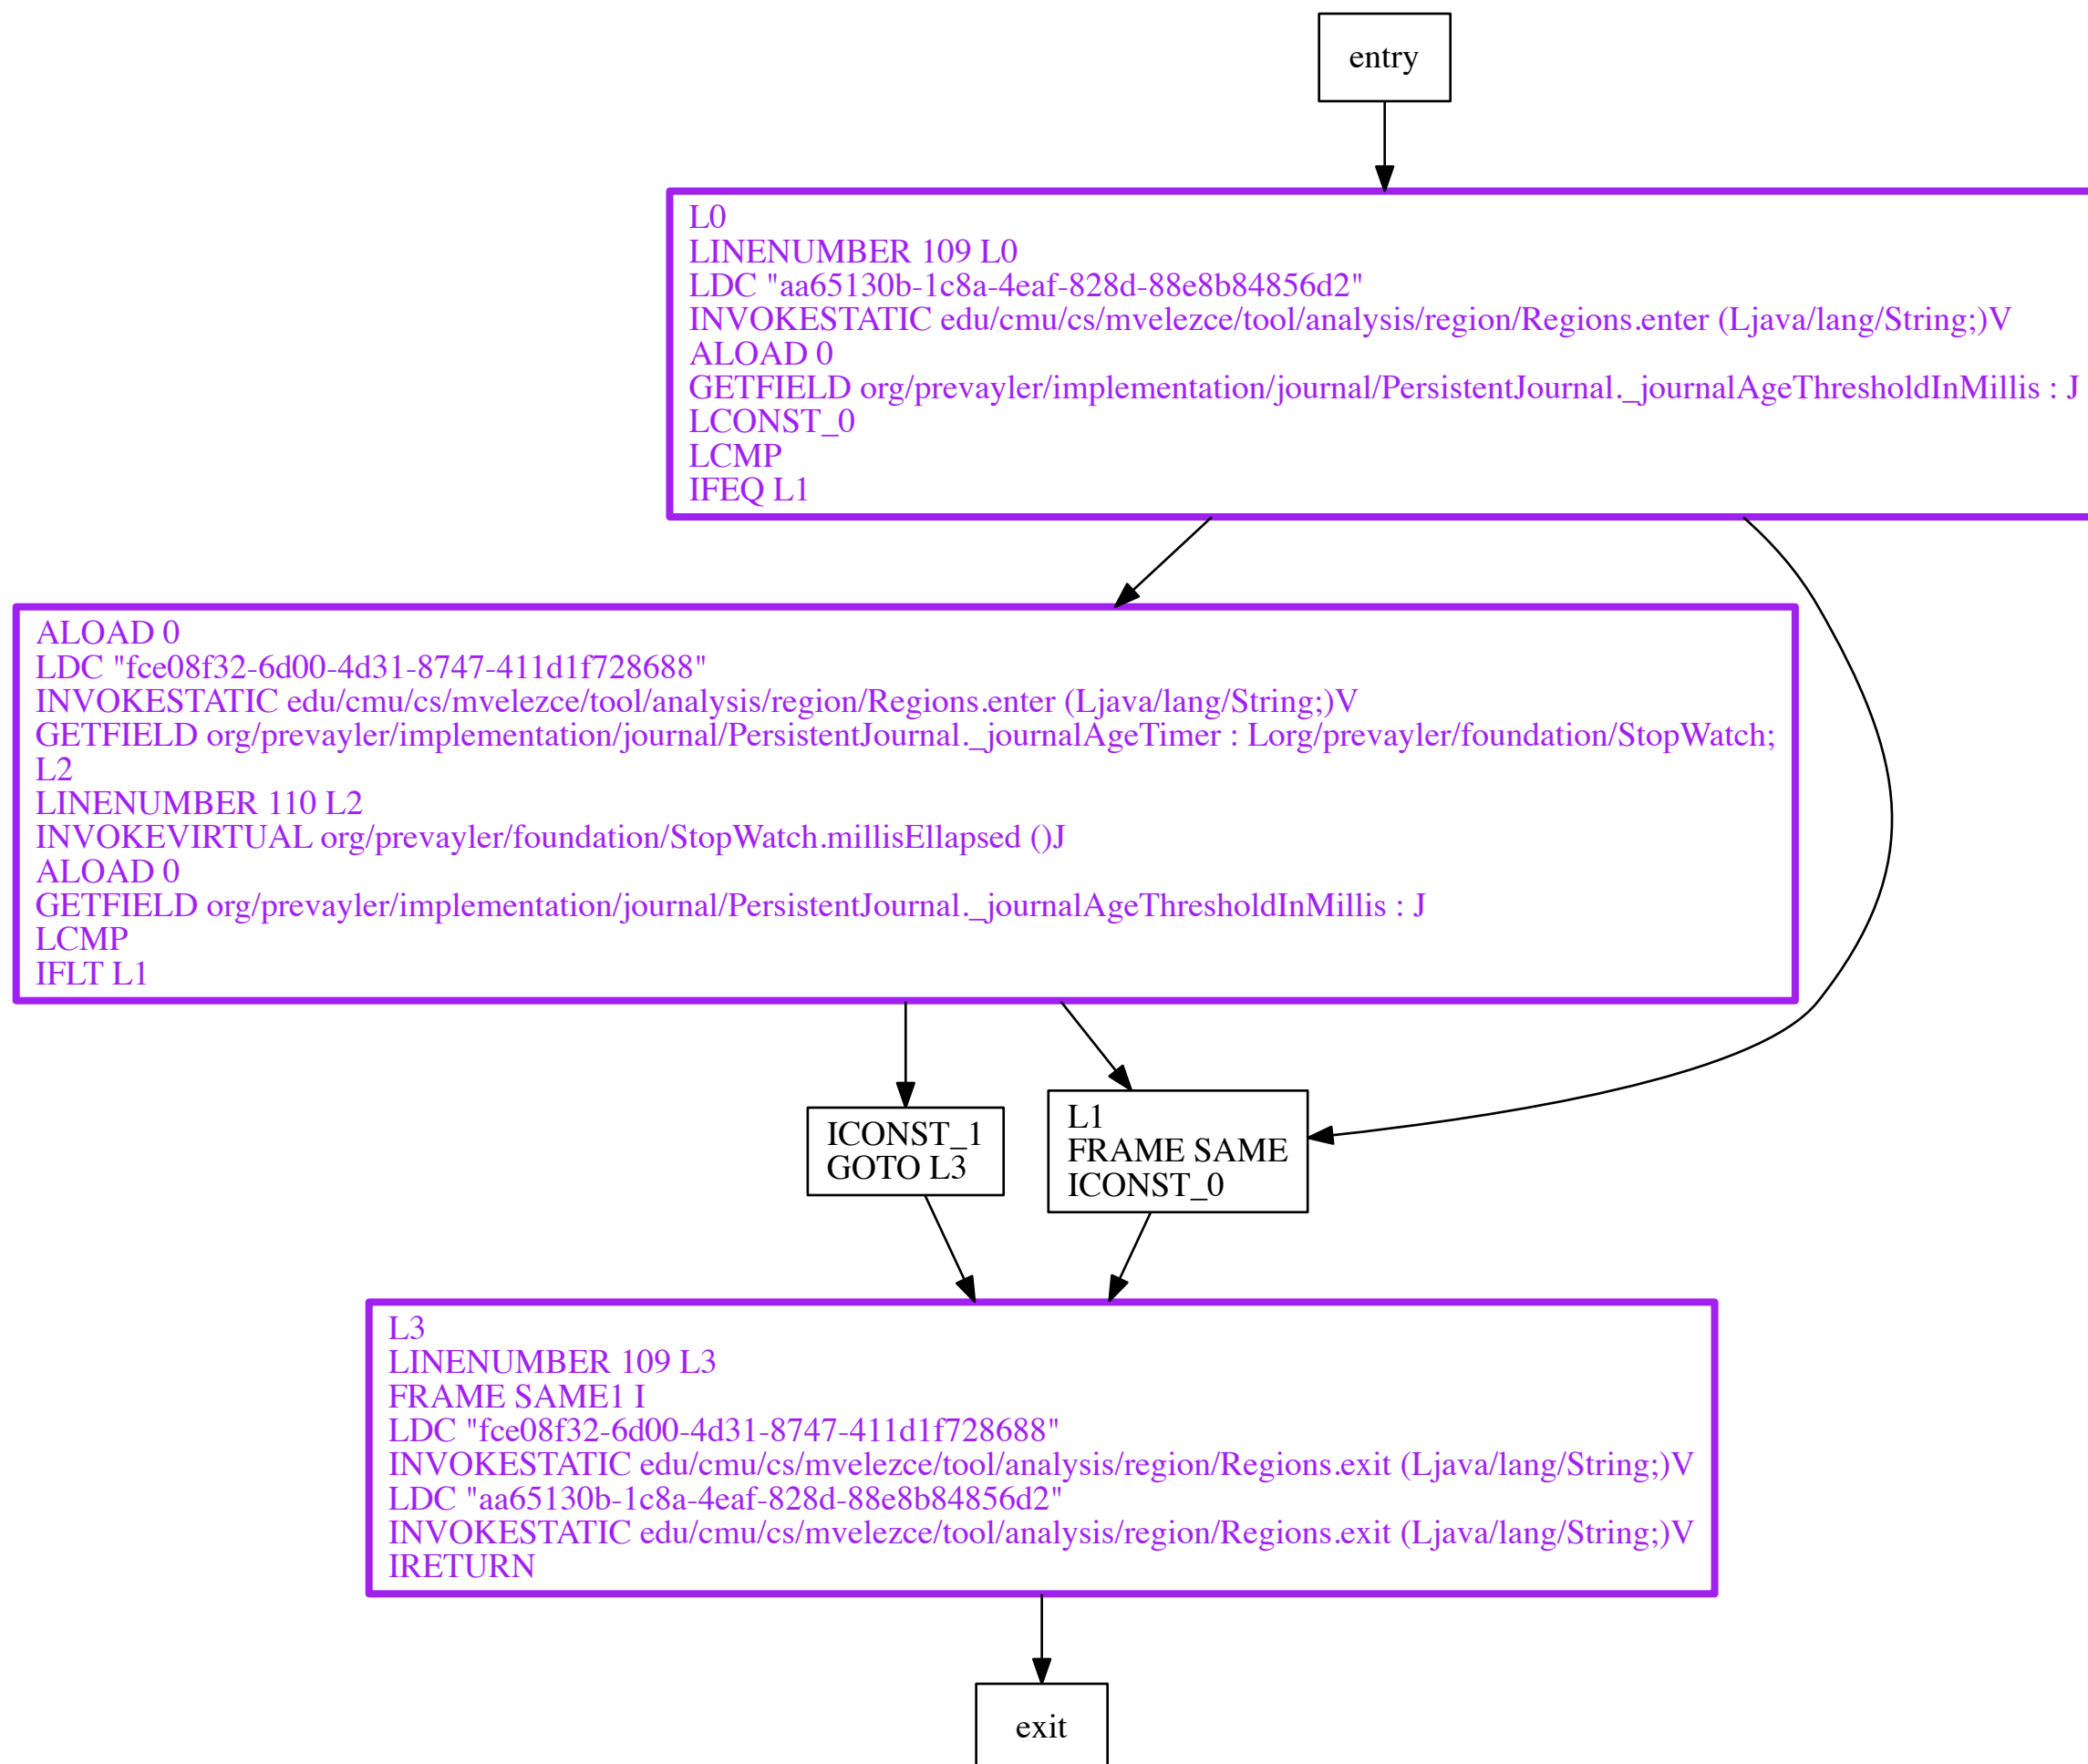 entry
L0
LINENUMBER 109 L0
LDC "aa65130b-1c8a-4eaf-828d-88e8b84856d2"
INVOKESTATIC edu/cmu/cs/mvelezce/tool/analysis/region/Regions.enter (Ljava/lang/String;)V
ALOAD 0
GETFIELD org/prevayler/implementation/journal/PersistentJournal._journalAgeThresholdInMillis : J
LCONST_0
LCMP
IFEQ L1
ALOAD 0
LDC "fce08f32-6d00-4d31-8747-411d1f728688"
INVOKESTATIC edu/cmu/cs/mvelezce/tool/analysis/region/Regions.enter (Ljava/lang/String;)V
GETFIELD org/prevayler/implementation/journal/PersistentJournal._journalAgeTimer : Lorg/prevayler/foundation/StopWatch;
L2
LINENUMBER 110 L2
INVOKEVIRTUAL org/prevayler/foundation/StopWatch.millisEllapsed ()J
ALOAD 0
GETFIELD org/prevayler/implementation/journal/PersistentJournal._journalAgeThresholdInMillis : J
LCMP
IFLT L1
ICONST_1
GOTO L3
L1
FRAME SAME
ICONST_0
L3
LINENUMBER 109 L3
FRAME SAME1 I
LDC "fce08f32-6d00-4d31-8747-411d1f728688"
INVOKESTATIC edu/cmu/cs/mvelezce/tool/analysis/region/Regions.exit (Ljava/lang/String;)V
LDC "aa65130b-1c8a-4eaf-828d-88e8b84856d2"
INVOKESTATIC edu/cmu/cs/mvelezce/tool/analysis/region/Regions.exit (Ljava/lang/String;)V
IRETURN
exit